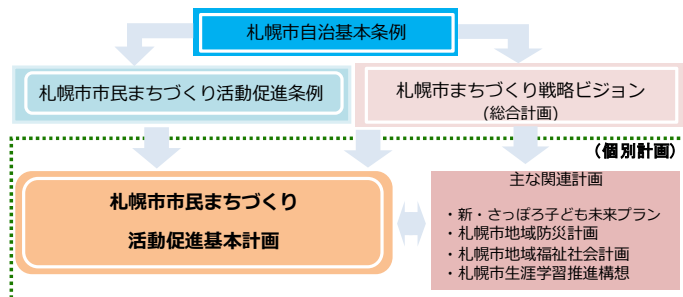 札幌市自治基本条例
札幌市市民まちづくり活動促進条例
札幌市まちづくり戦略ビジョン
(総合計画)
(個別計画)
札幌市市民まちづくり
活動促進基本計画
主な関連計画
・新・さっぽろ子ども未来プラン
・札幌市地域防災計画
・札幌市地域福祉社会計画
・札幌市生涯学習推進構想